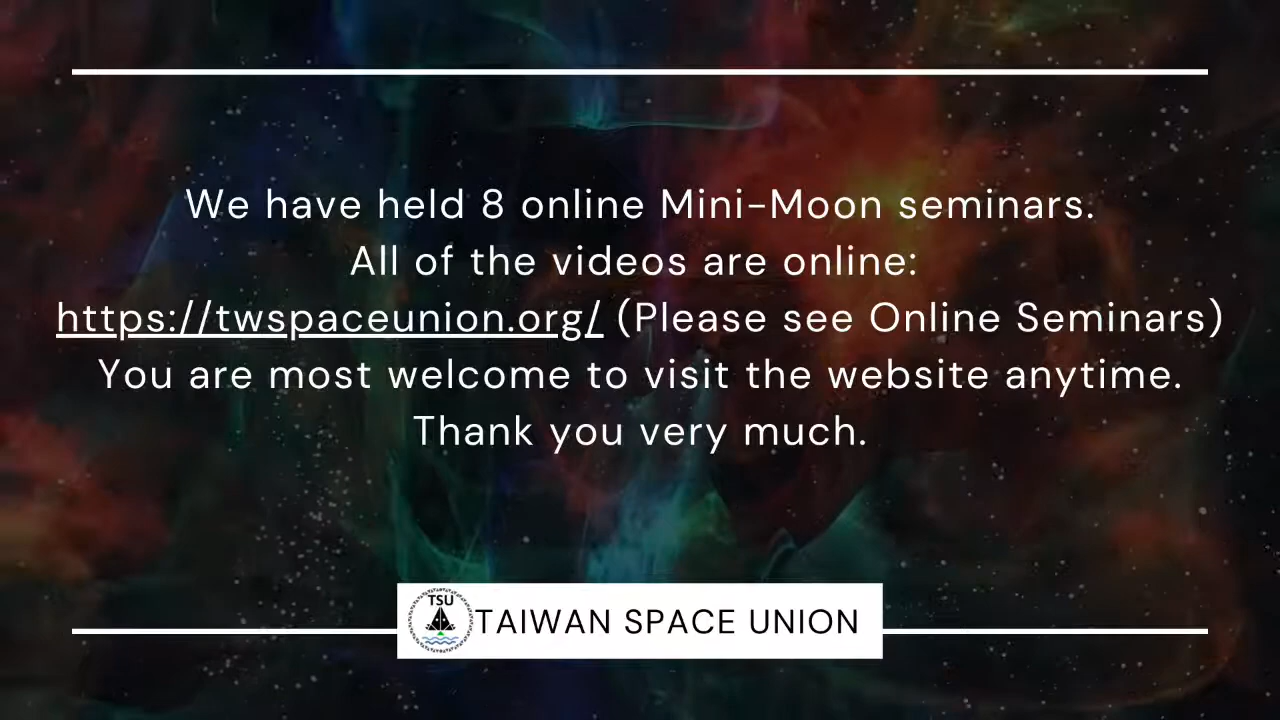 We have held 8 online Mini-Moon seminars.
All of the videos are online:
https://twspaceunion.org/ (Please see Online Seminars)
You are most welcome to visit the website anytime.
Thank you very much.
TSU
TAIWAN SPACE UNION